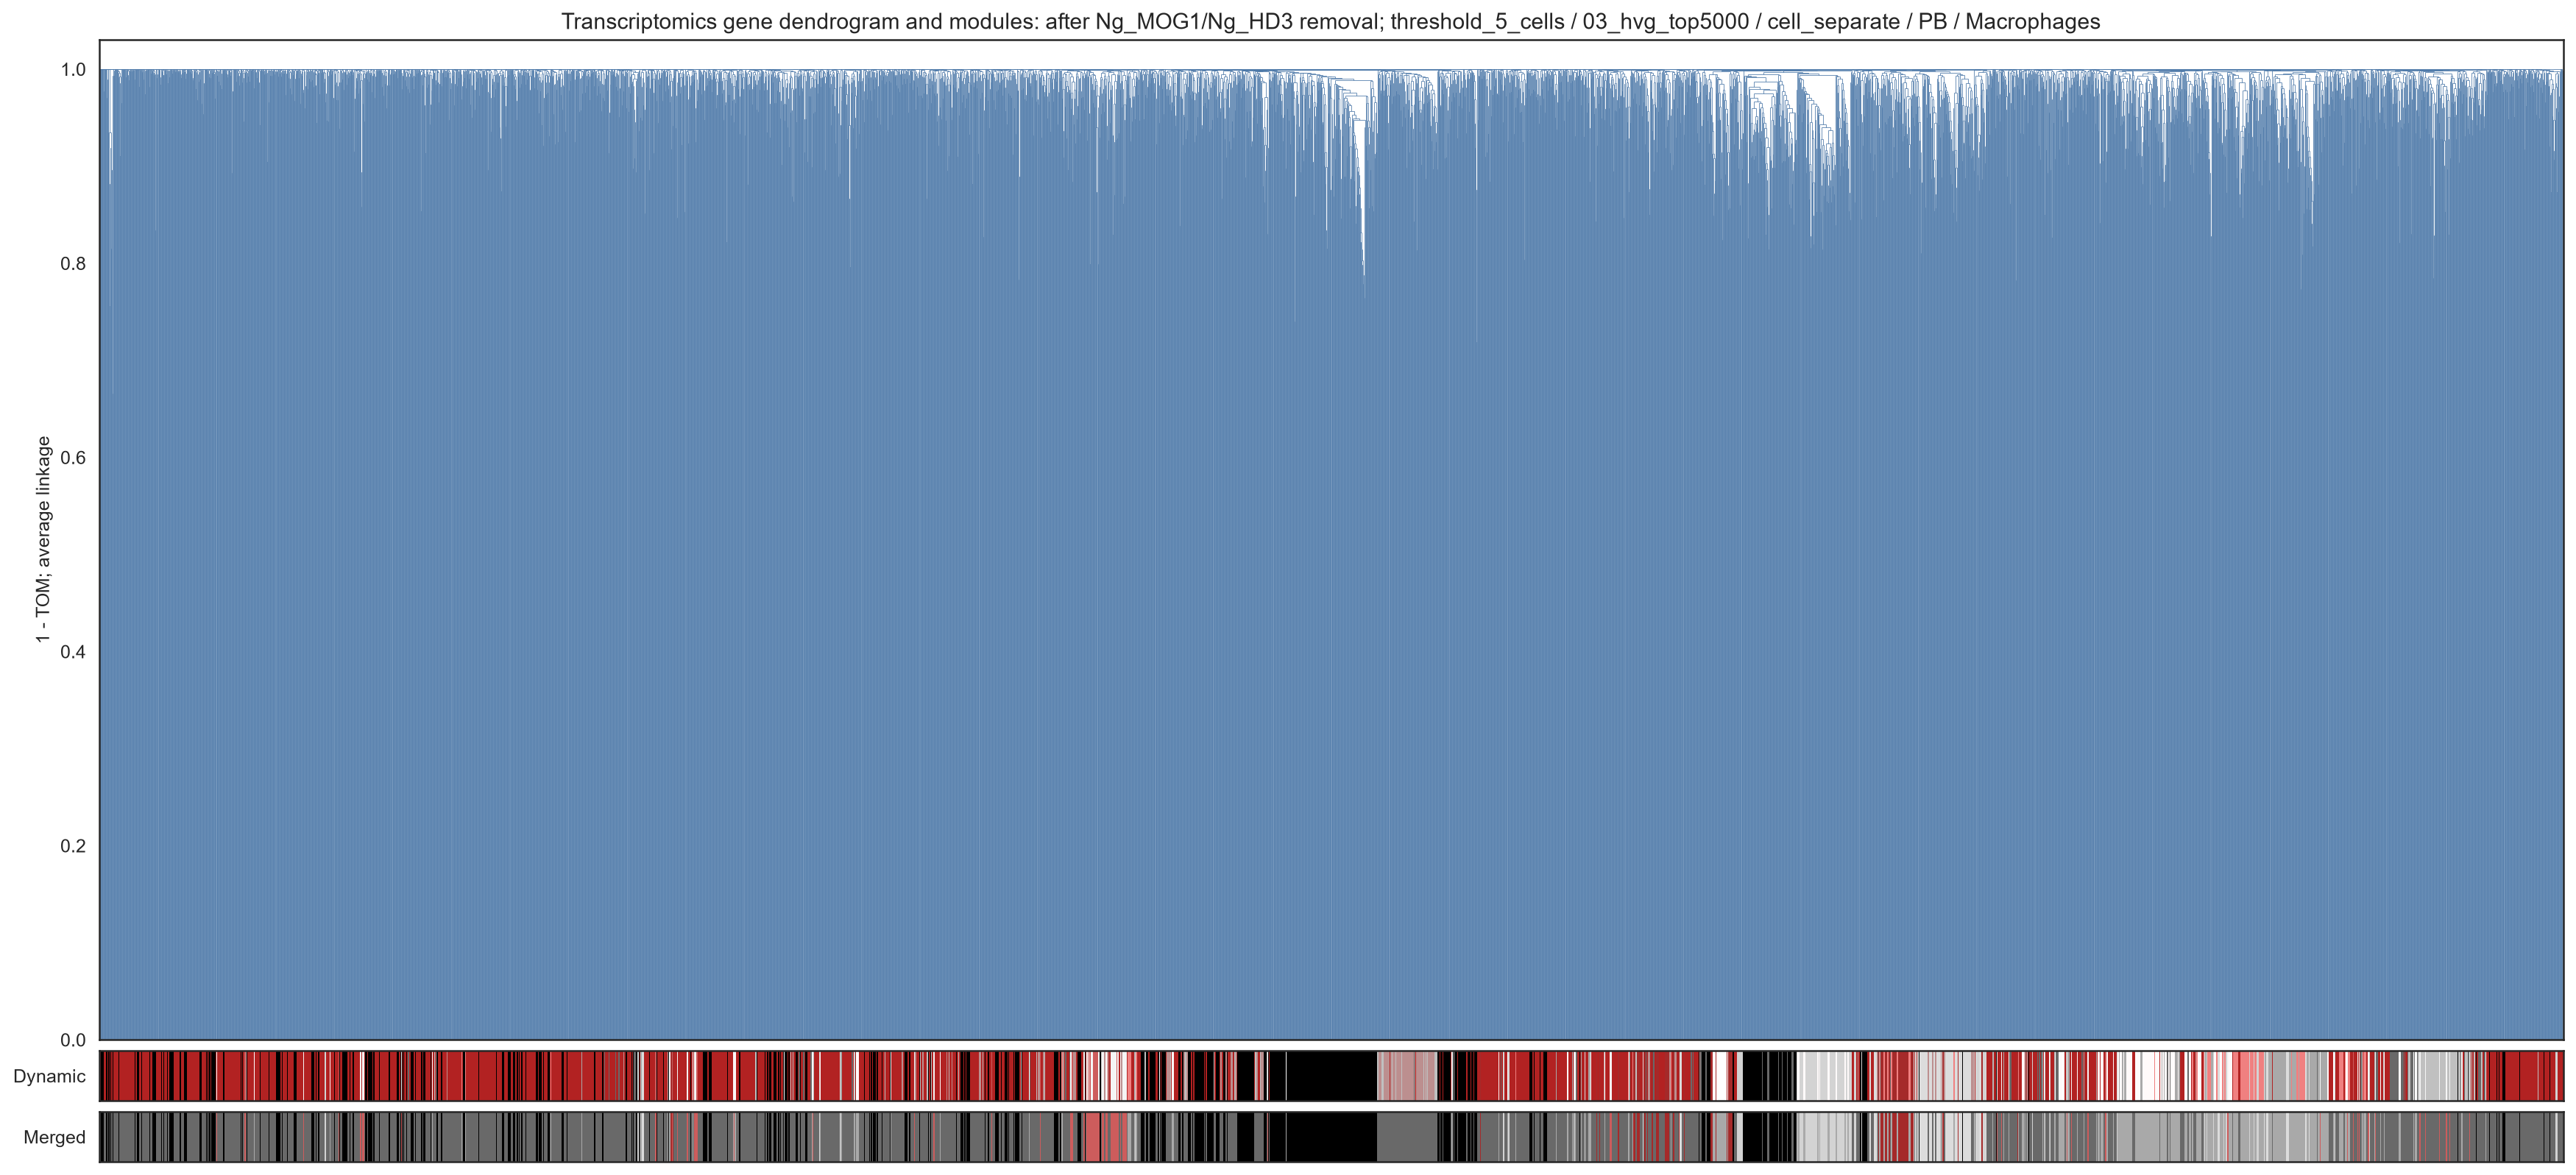 Transcriptomics gene dendrogram and modules: after Ng_MOG1/Ng_HD3 removal; threshold_5_cells / 03_hvg_top5000 / cell_separate / PB / Macrophages
1.0
0.8
0.6
0.4
0.2
0.0
1 - TOM; average linkage
Dynamic
Merged